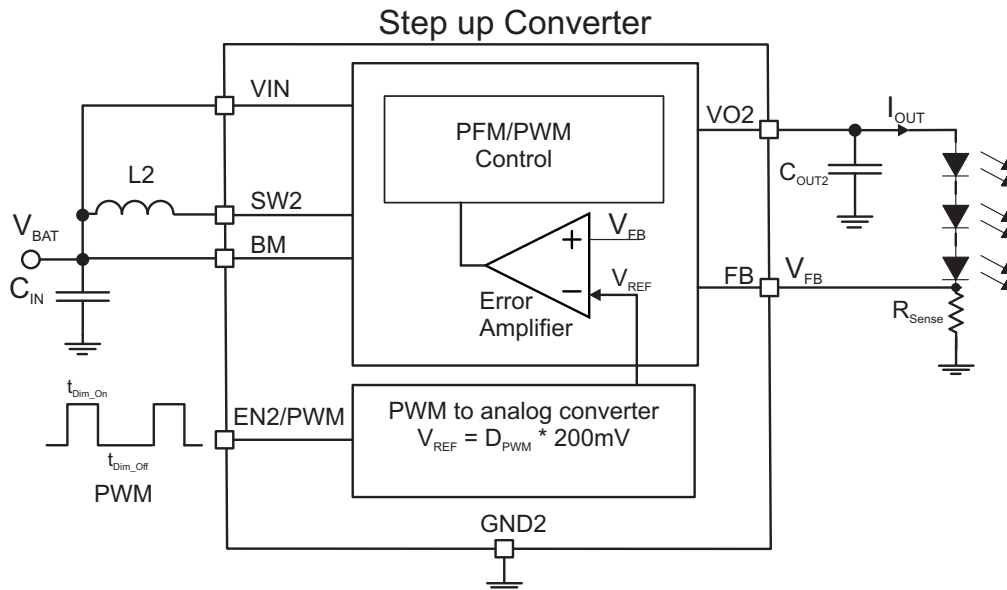 Step up Converter
VIN
L2
SW2
V_BAT
BM
C_IN
PFM/PWM
Control
+
V_FB
V_REF
−
Error
Amplifier
VO2
I_OUT
C_OUT2
FB
V_FB
R_Sense
t_Dim_On
t_Dim_Off
PWM
EN2/PWM
PWM to analog converter
V_REF = D_PWM * 200mV
GND2